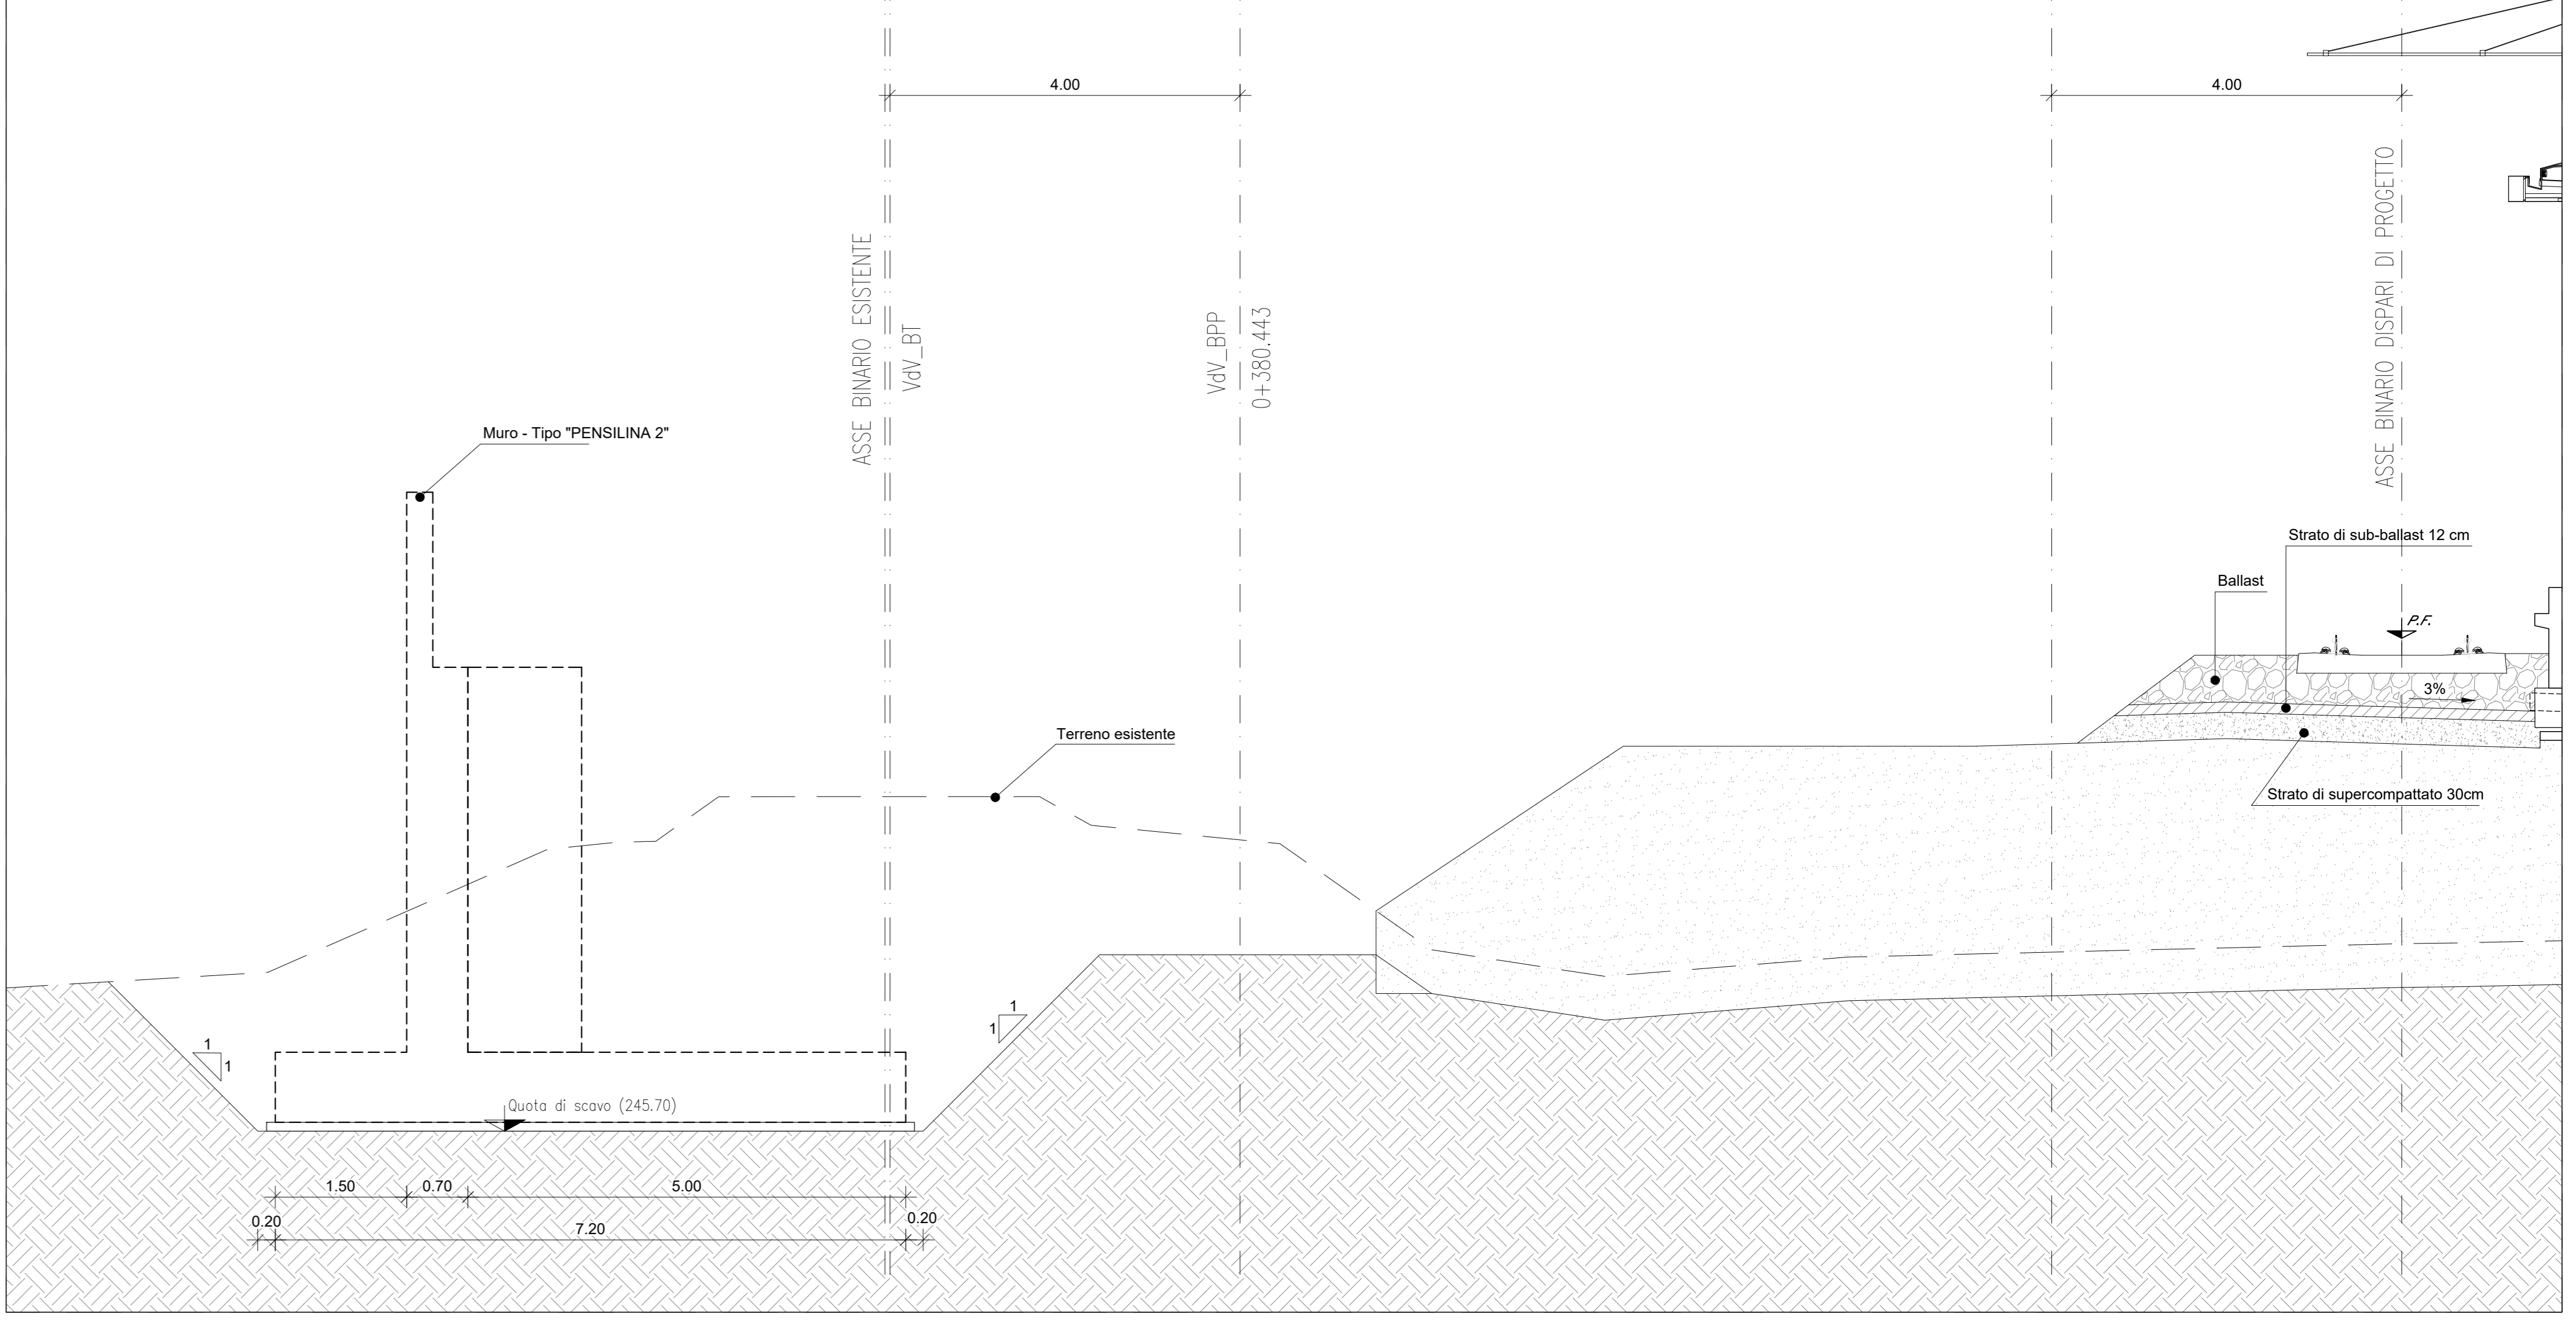 4.00
4.00
ASSE BINARIO ESISTENTE
VdV_BT
VdV_BPP
0+380.443
ASSE BINARIO DISPARI DI PROGETTO
Muro - Tipo "PENSILINA 2"
Strato di sub-ballast 12 cm
Ballast
P.F.
3%
Terreno esistente
Strato di supercompattato 30cm
1
1
1
1
Quota di scavo (245.70)
1.50
0.70
5.00
0.20
7.20
0.20